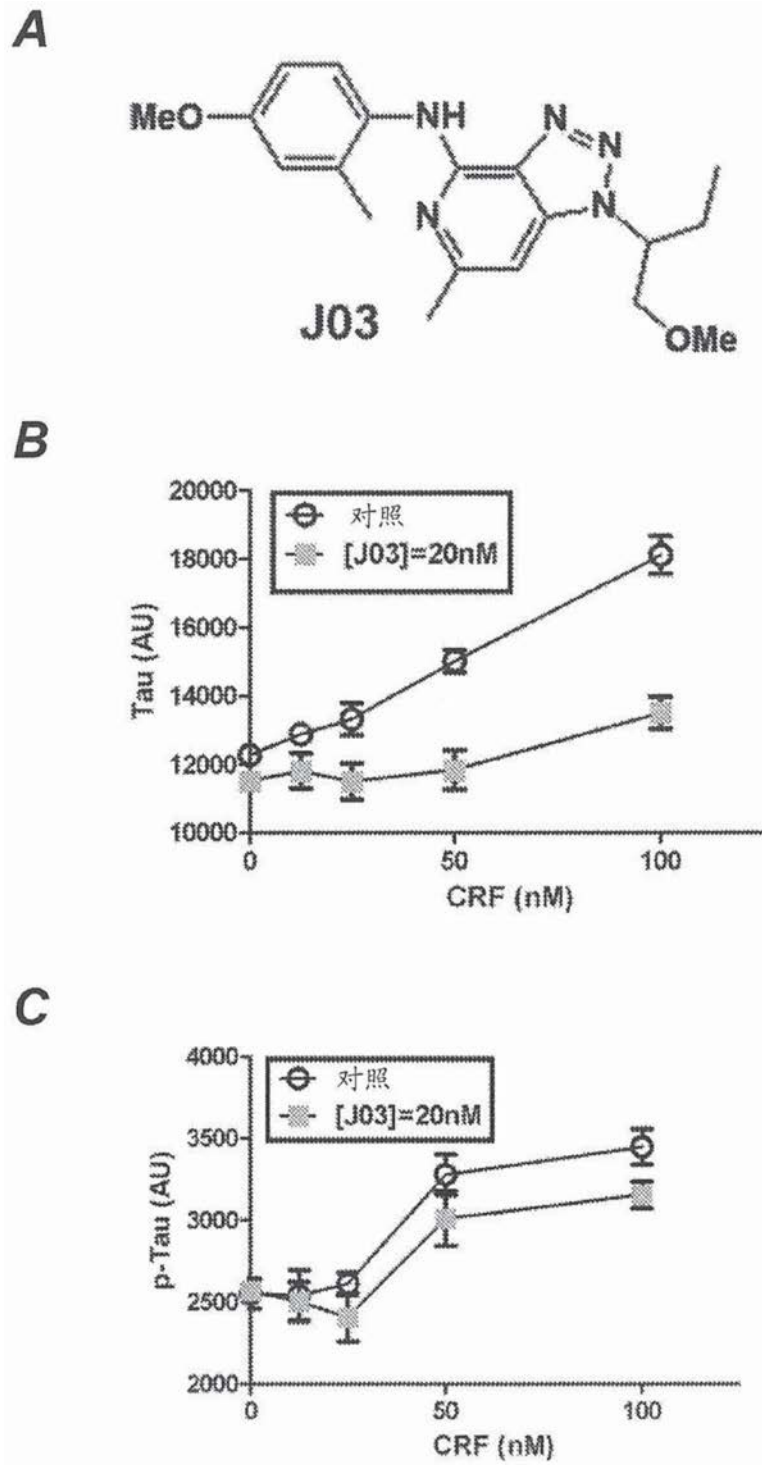 A
MeO
NH
N
N
N
N
J03
OMe
B
20000
18000
16000
14000
12000
10000
Tau (AU)
对照
[J03]=20nM
0
50
100
CRF (nM)
C
4000
3500
3000
2500
2000
p-Tau (AU)
对照
[J03]=20nM
0
50
100
CRF (nM)